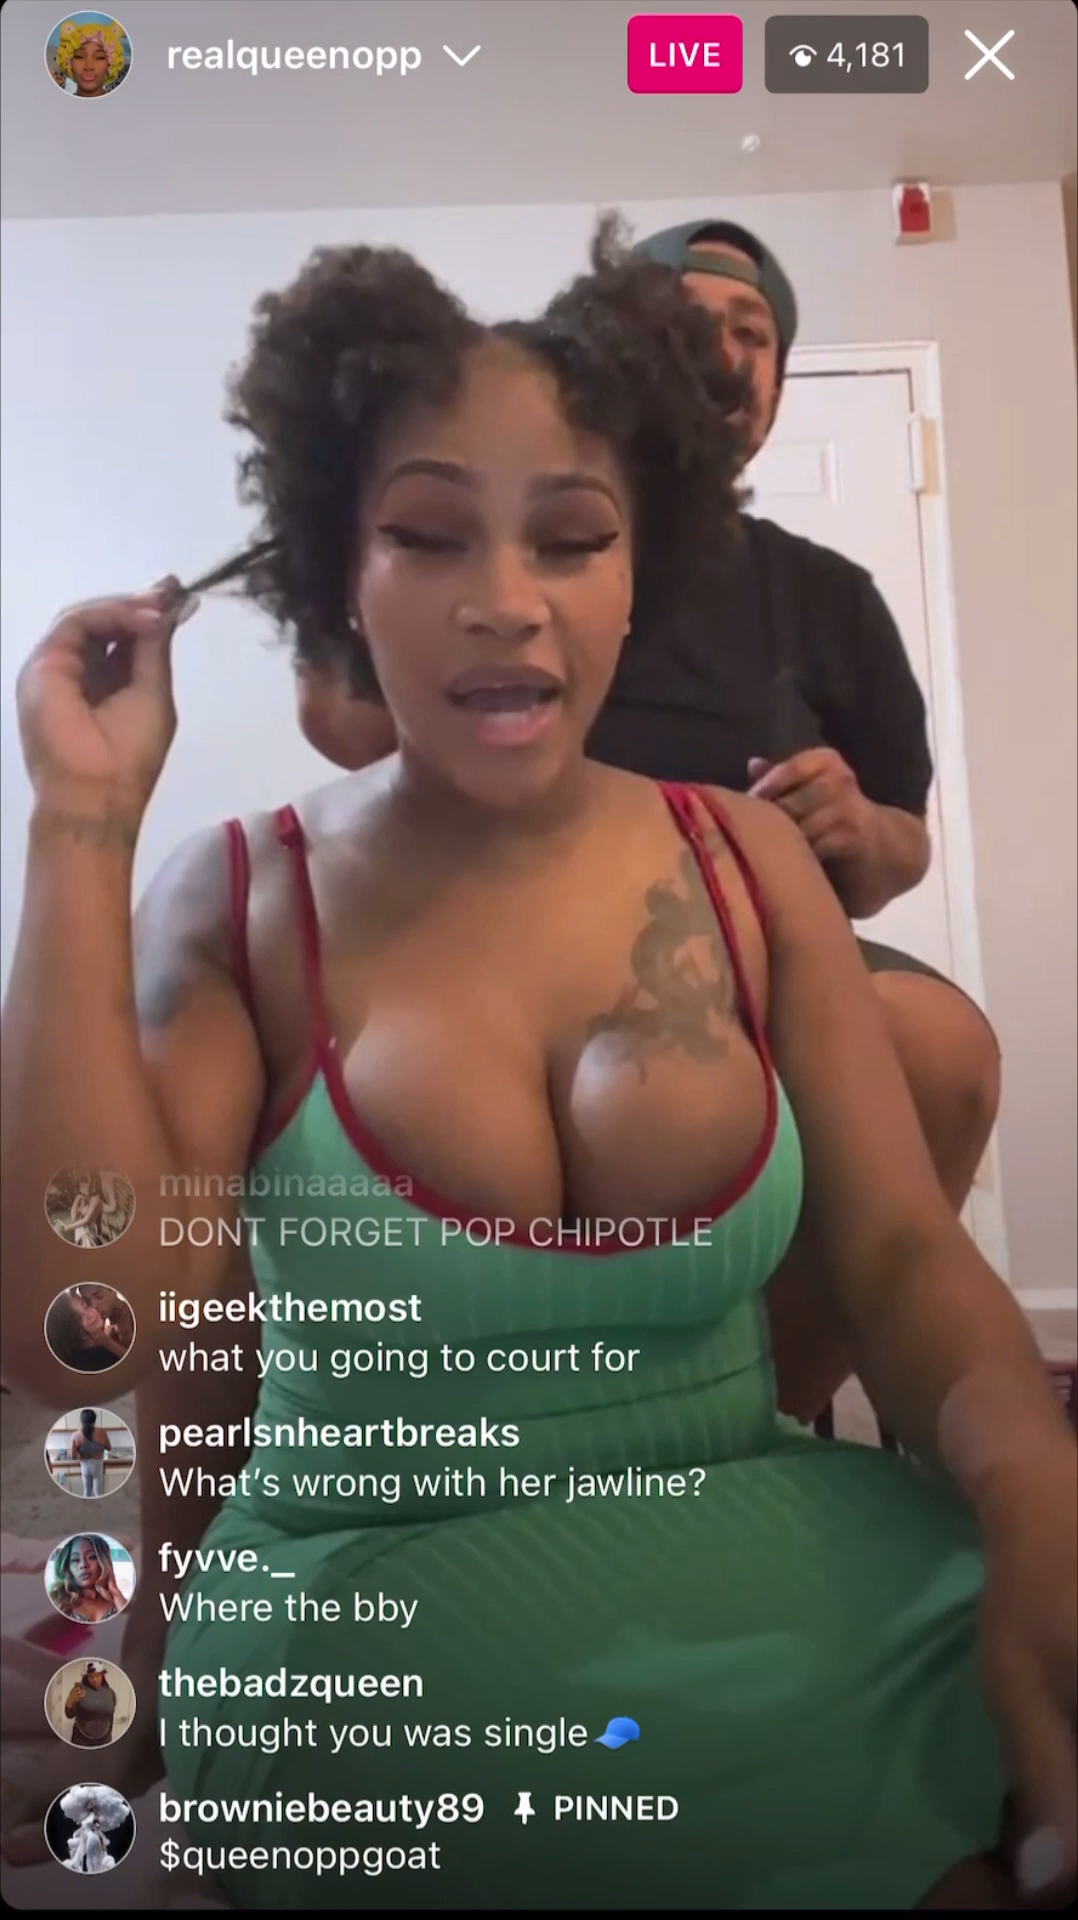 realqueenopp
LIVE
4,181
minabinaaaaa
DONT FORGET POP CHIPOTLE
iigeekthemost
what you going to court for
pearlsnheartbreaks
What's wrong with her jawline?
fyvve._
Where the bby
thebadzqueen
I thought you was single🧢
browniebeauty89 PINNED
$queenoppgoat